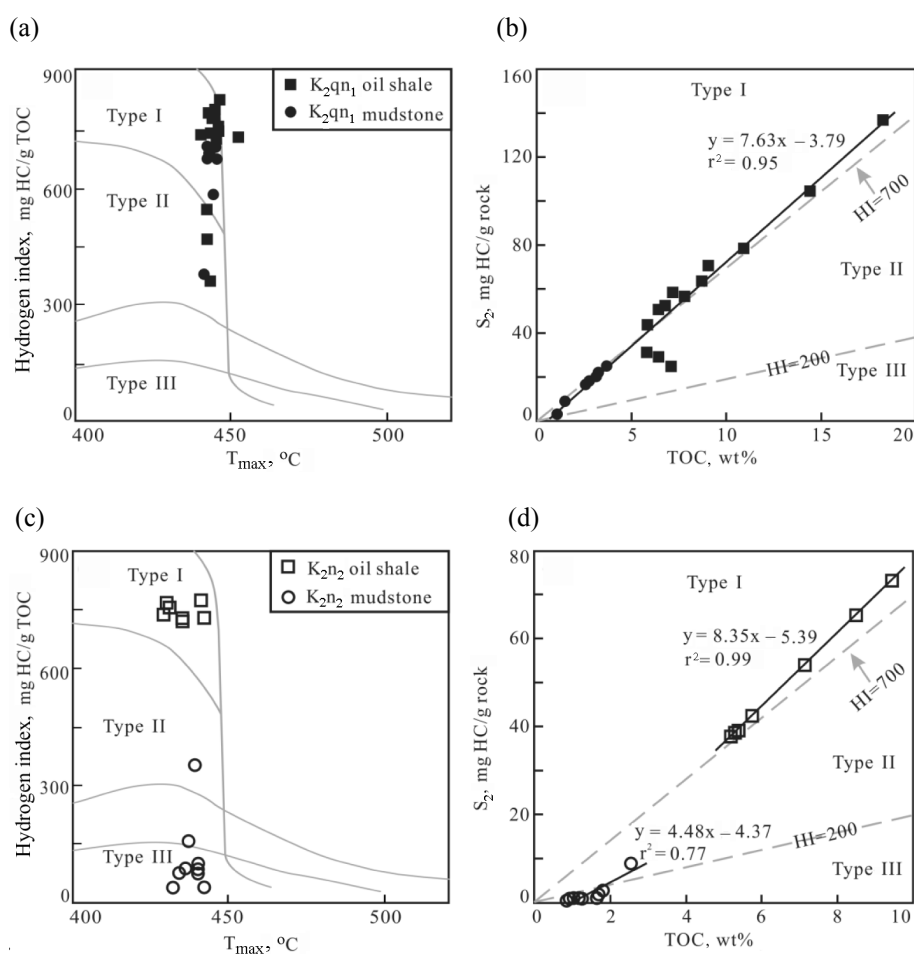 (a)
(b)
900
600
300
0
Hydrogen index, mg HC/g TOC
Type I
Type II
Type III
K₂qn₁ oil shale
K₂qn₁ mudstone
400
450
500
Tmax, °C
160
120
80
40
0
S₂, mg HC/g rock
Type I
y = 7.63x − 3.79
r² = 0.95
HI=700
Type II
HI=200
Type III
0
5
10
15
20
TOC, wt%
(c)
(d)
900
600
300
0
Hydrogen index, mg HC/g TOC
Type I
Type II
Type III
K₂n₂ oil shale
K₂n₂ mudstone
400
450
500
Tmax, °C
80
60
40
20
0
S₂, mg HC/g rock
Type I
y = 8.35x − 5.39
r² = 0.99
HI=700
Type II
y = 4.48x − 4.37
r² = 0.77
HI=200
Type III
0
2
4
6
8
10
TOC, wt%